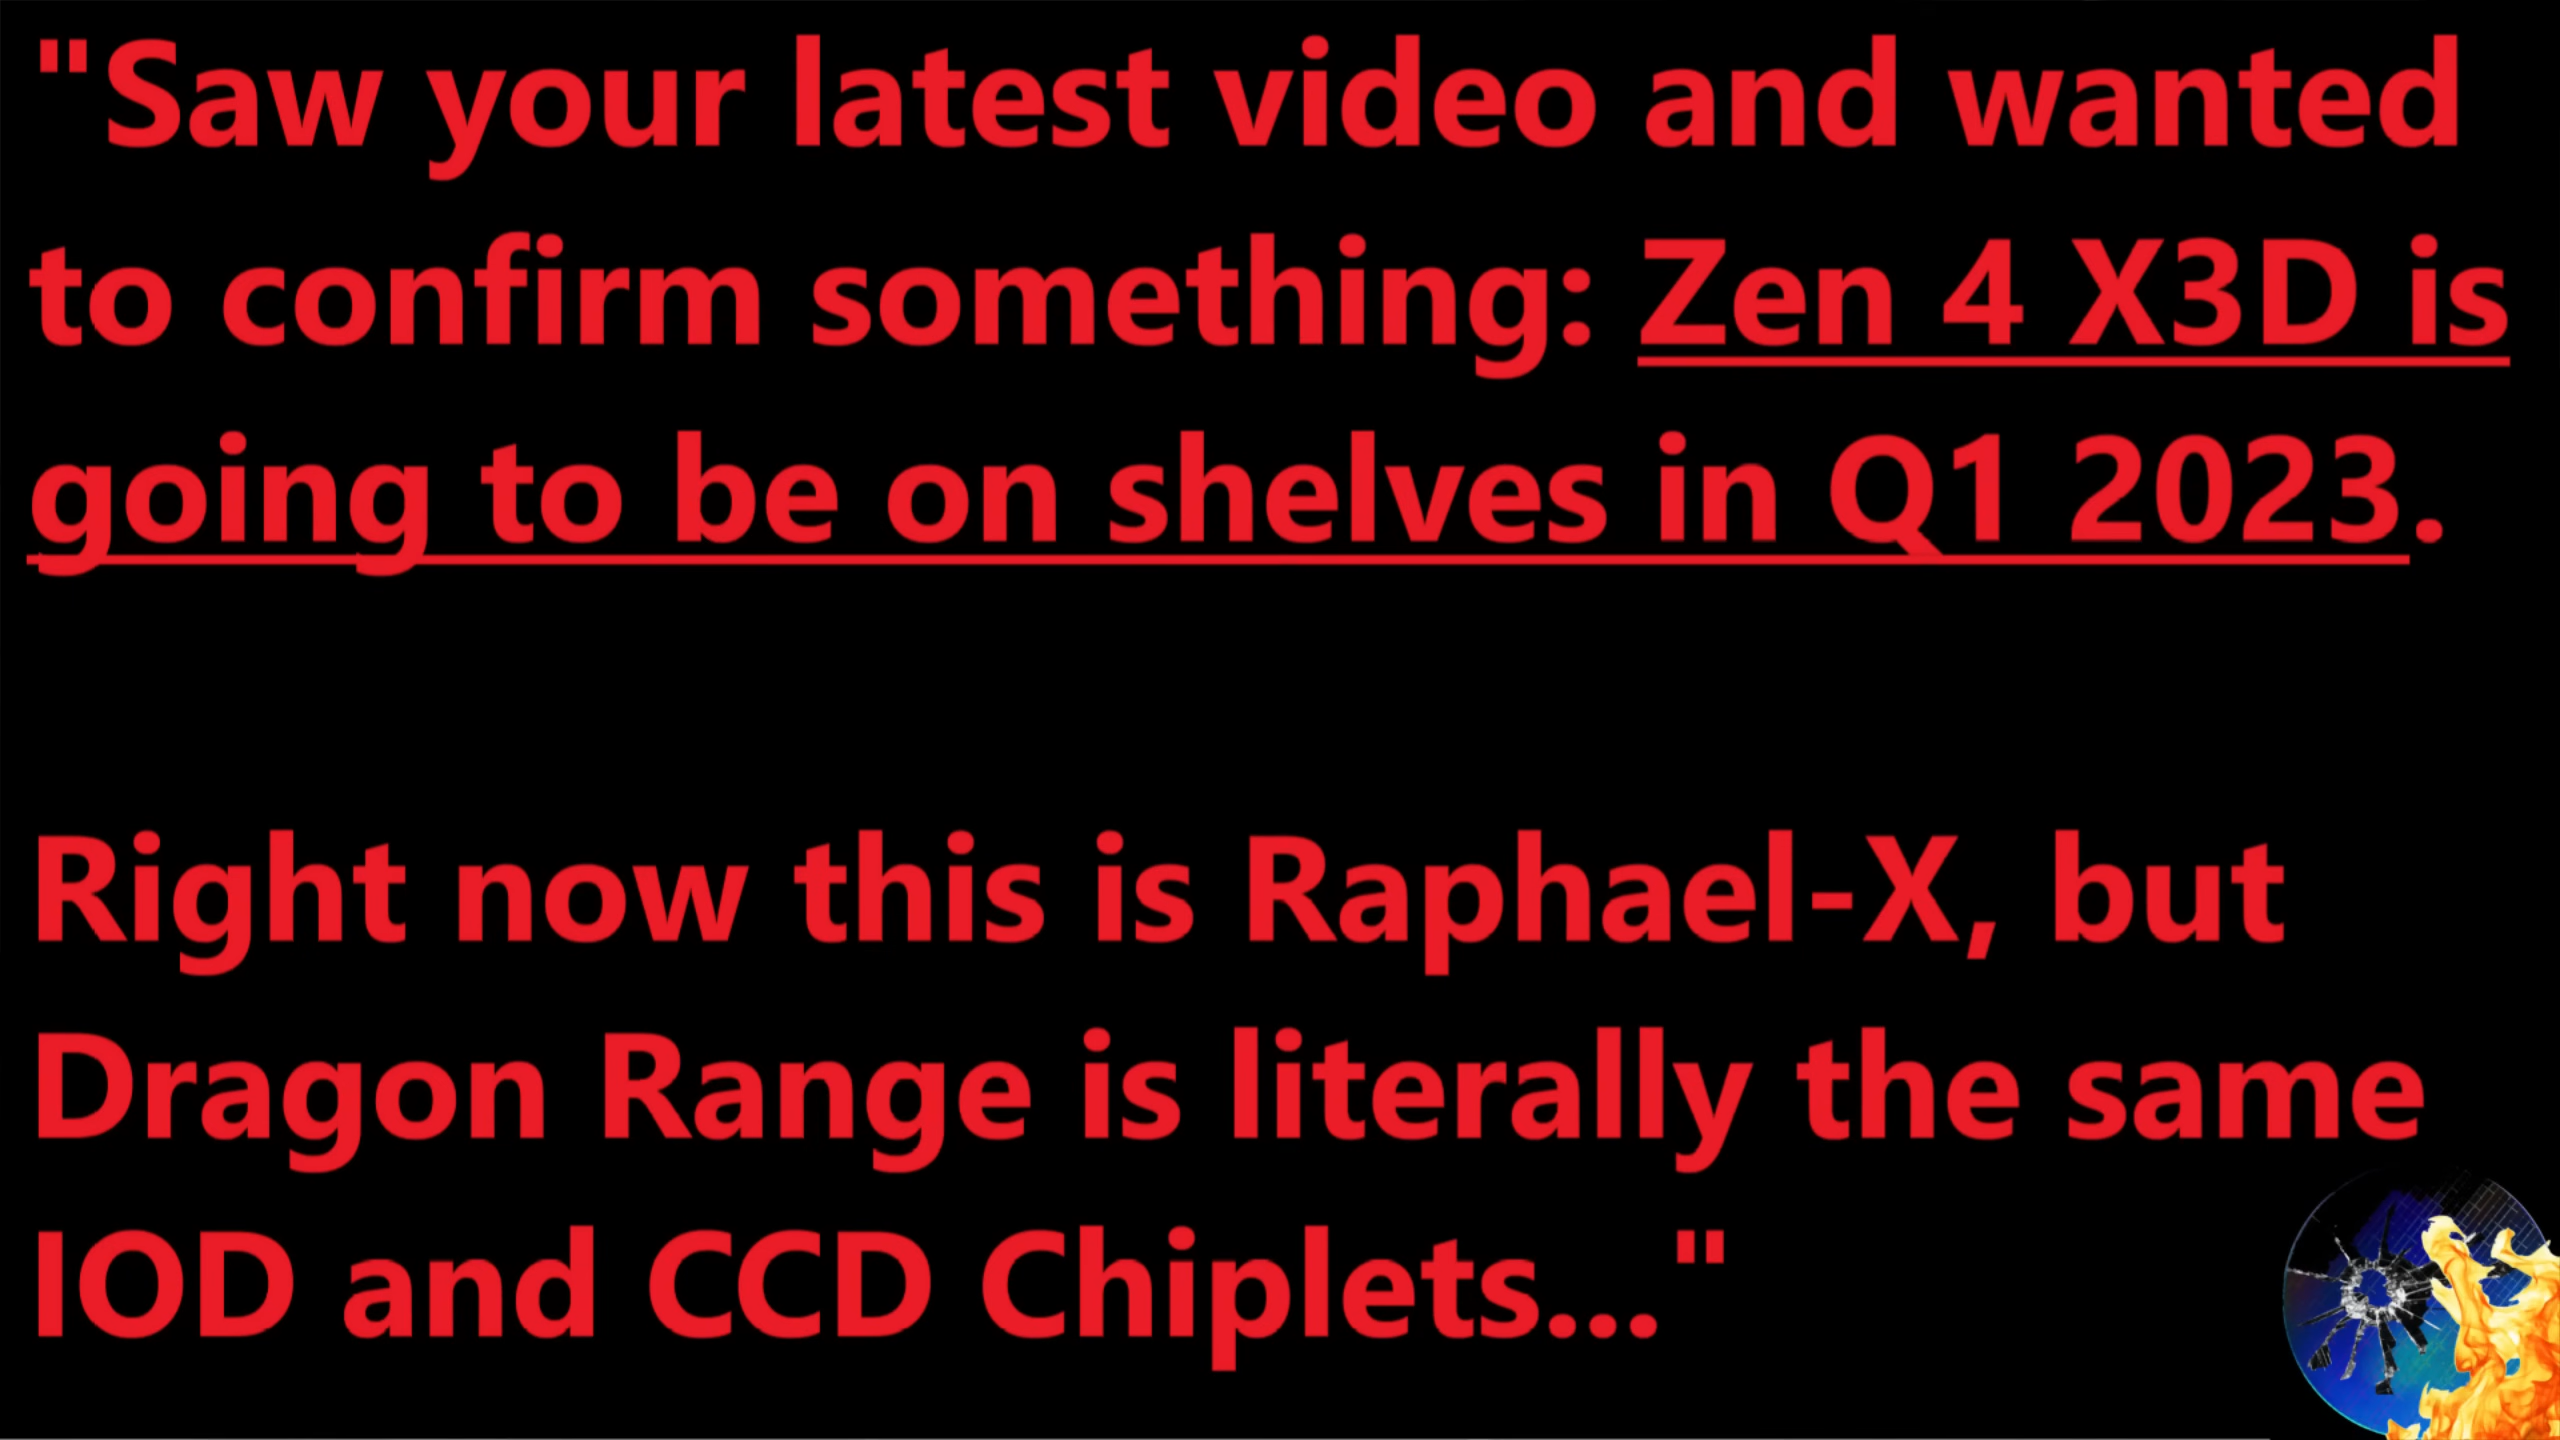 "Saw your latest video and wanted
to confirm something: Zen 4 X3D is
going to be on shelves in Q1 2023.
Right now this is Raphael-X, but
Dragon Range is literally the same
IOD and CCD Chiplets..."